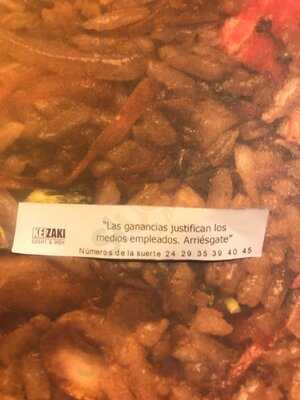 KEIZAKI
SUSHI & WOK
"Las ganancias justifican los
medios empleados. Arriésgate"
Números de la suerte 24 29 35 39 40 45